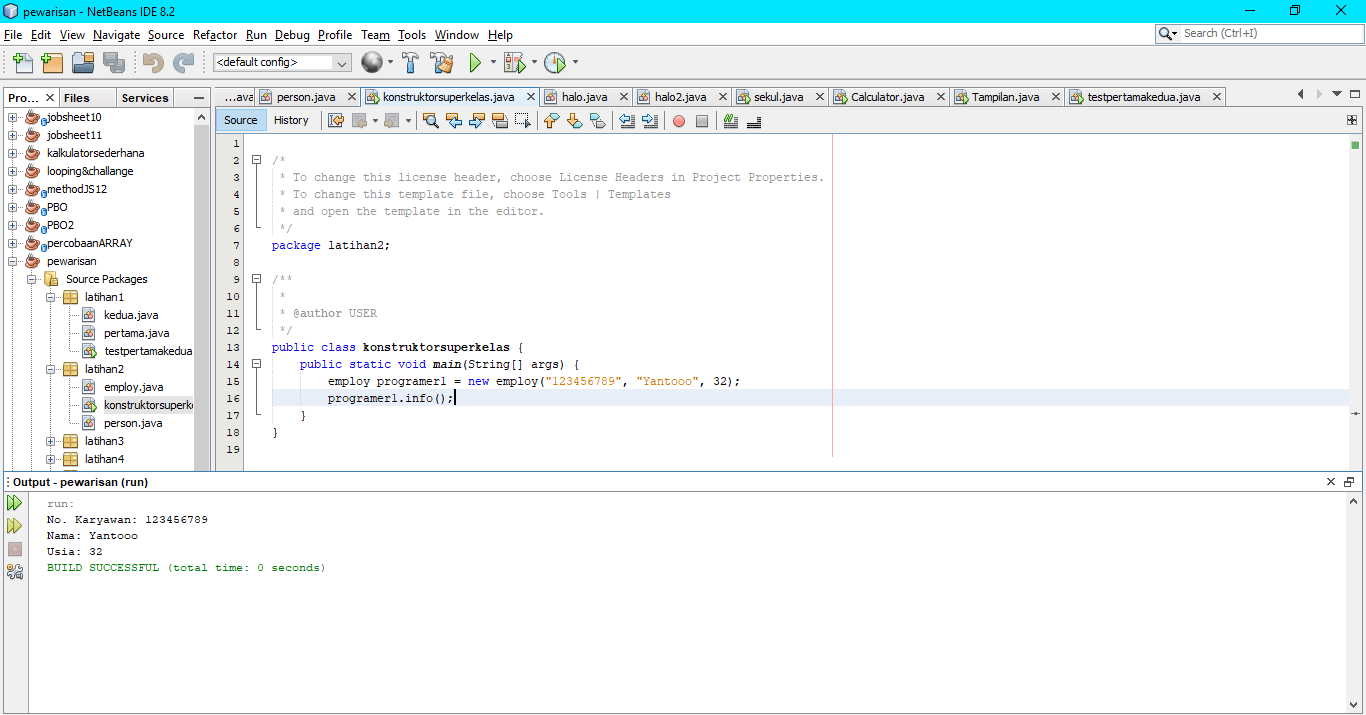 pewarisan - NetBeans IDE 8.2
File Edit View Navigate Source Refactor Run Debug Profile Team Tools Window Help
Search (Ctrl+I)
<default config>
Pro... Files Services
...ava person.java konstruktorsuperkelas.java halo.java halo2.java sekul.java Calculator.java Tampilan.java testpertamakedua.java
Source History
jobsheet10
jobsheet11
kalkulatorsederhana
looping&challange
methodJS12
PBO
PBO2
percobaanARRAY
pewarisan
Source Packages
latihan1
kedua.java
pertama.java
testpertamakedua
latihan2
employ.java
konstruktorsuperk
person.java
latihan3
latihan4
1
2 /*
3 * To change this license header, choose License Headers in Project Properties.
4 * To change this template file, choose Tools | Templates
5 * and open the template in the editor.
6 */
7 package latihan2;
8
9 /**
10 *
11 * @author USER
12 */
13 public class konstruktorsuperkelas {
14 public static void main(String[] args) {
15 employ programer1 = new employ("123456789", "Yantooo", 32);
16 programer1.info();
17 }
18 }
19
Output - pewarisan (run)
run:
No. Karyawan: 123456789
Nama: Yantooo
Usia: 32
BUILD SUCCESSFUL (total time: 0 seconds)